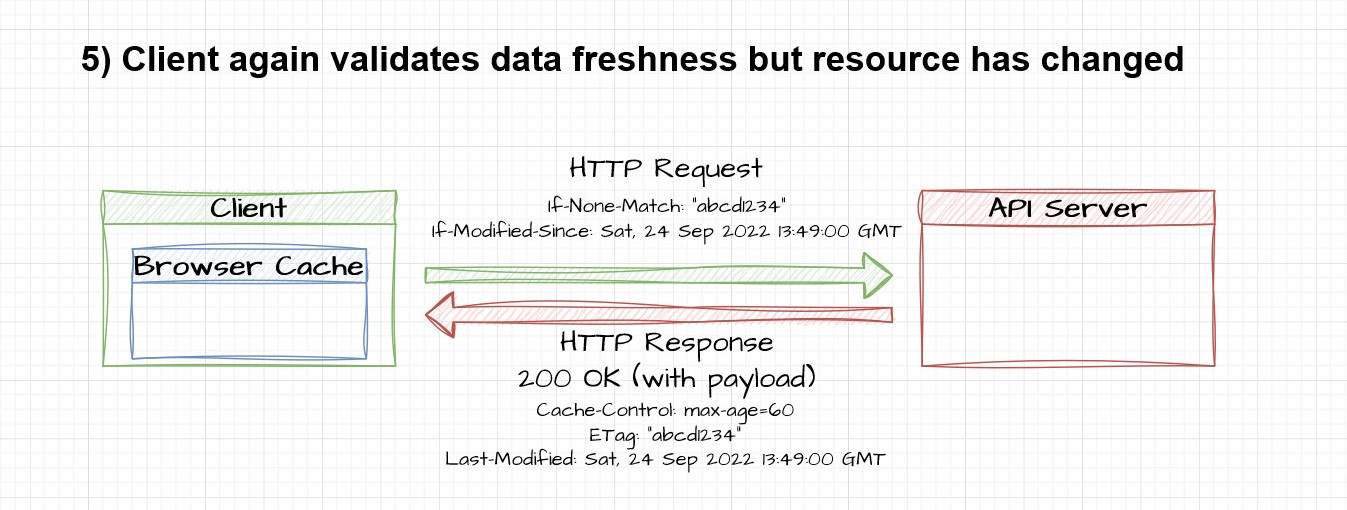 5) Client again validates data freshness but resource has changed
HTTP Request
If-None-Match: "abcd1234"
If-Modified-Since: Sat, 24 Sep 2022 13:49:00 GMT
Client
API Server
Browser Cache
HTTP Response
200 OK (with payload)
Cache-Control: max-age=60
ETag: "abcd1234"
Last-Modified: Sat, 24 Sep 2022 13:49:00 GMT